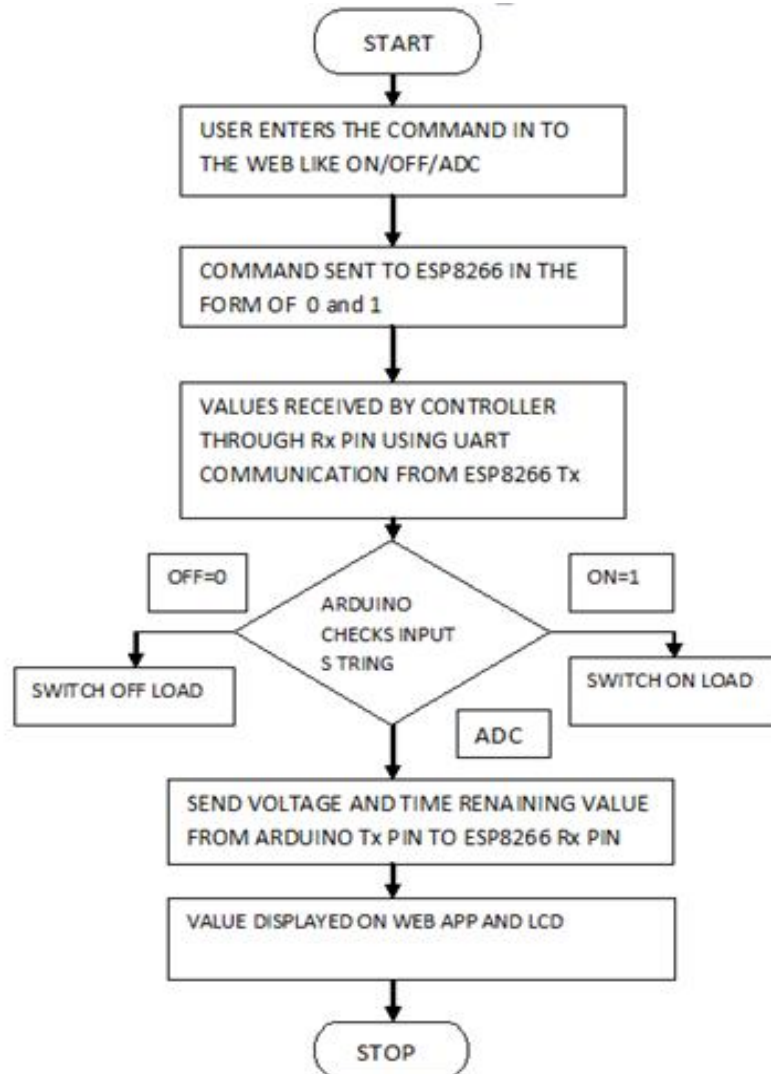 START
USER ENTERS THE COMMAND IN TO
THE WEB LIKE ON/OFF/ADC
COMMAND SENT TO ESP8266 IN THE
FORM OF 0 and 1
VALUES RECEIVED BY CONTROLLER
THROUGH Rx PIN USING UART
COMMUNICATION FROM ESP8266 Tx
OFF=0
ON=1
ARDUINO
CHECKS INPUT
S TRING
SWITCH OFF LOAD
SWITCH ON LOAD
ADC
SEND VOLTAGE AND TIME RENAINING VALUE
FROM ARDUINO Tx PIN TO ESP8266 Rx PIN
VALUE DISPLAYED ON WEB APP AND LCD
STOP